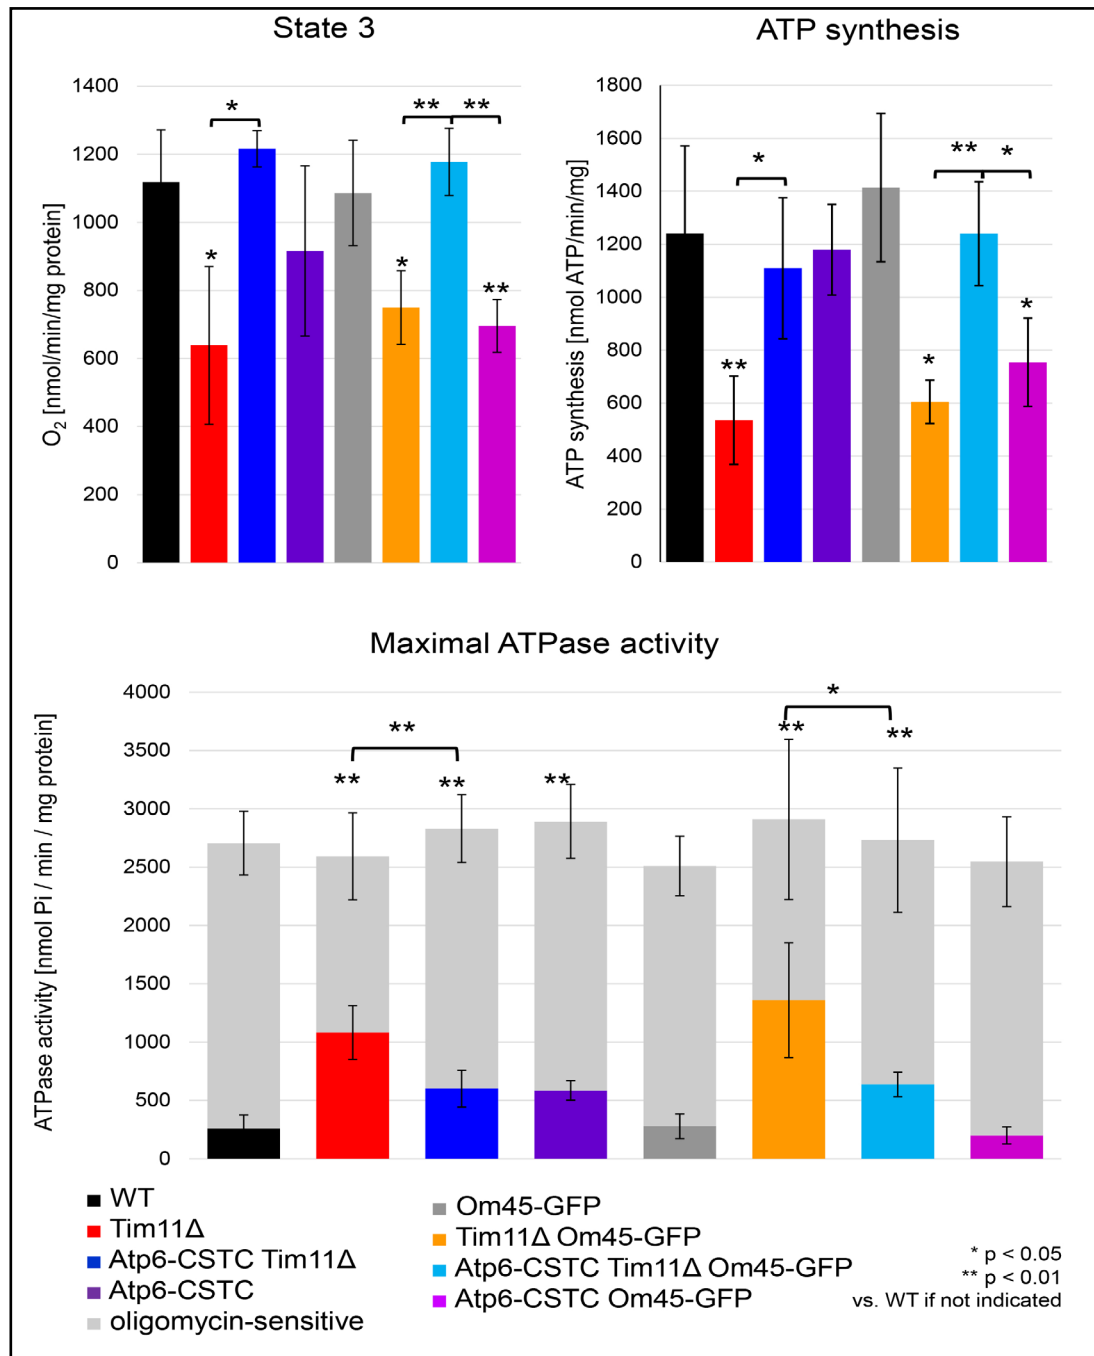 State 3
ATP synthesis
O₂ [nmol/min/mg protein]
1400
1200
1000
800
600
400
200
0
*
*
**
**
*
**
ATP synthesis [nmol ATP/min/mg]
1800
1600
1400
1200
1000
800
600
400
200
0
**
*
*
**
*
*
Maximal ATPase activity
ATPase activity [nmol Pi / min / mg protein]
4000
3500
3000
2500
2000
1500
1000
500
0
**
**
**
**
*
**
**
WT
Tim11Δ
Atp6-CSTC Tim11Δ
Atp6-CSTC
oligomycin-sensitive
Om45-GFP
Tim11Δ Om45-GFP
Atp6-CSTC Tim11Δ Om45-GFP
Atp6-CSTC Om45-GFP
* p < 0.05
** p < 0.01
vs. WT if not indicated